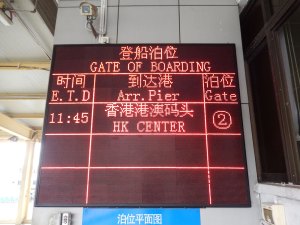 登船泊位
GATE OF BOARDING
时间 到达港 泊位
E.T.D Arr.Pier Gate
香港港澳码头
11:45 HK CENTER ②
泊位平面图